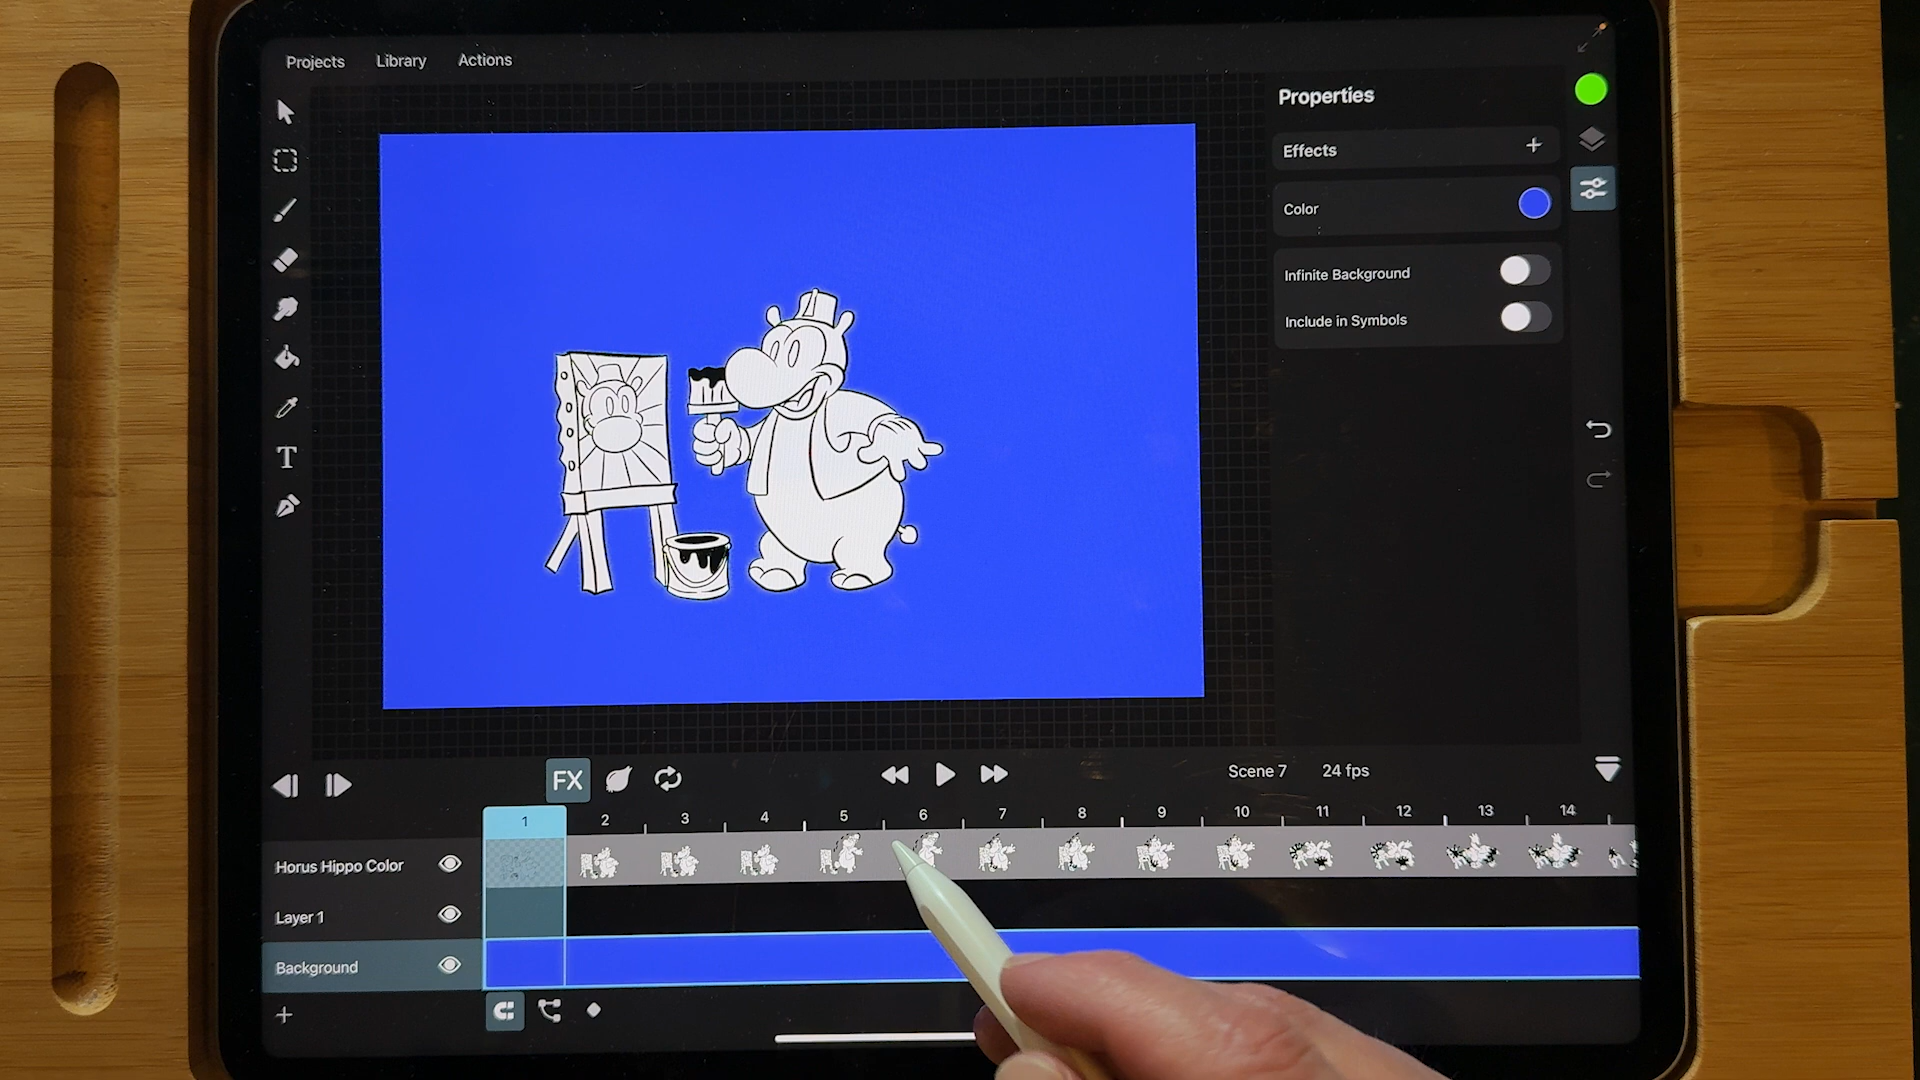 Projects Library Actions
Properties
Effects
Color
Infinite Background
Include in Symbols
T
FX
Scene 7 24 fps
1 2 3 4 5 6 7 8 9 10 11 12 13 14
Horus Hippo Color
Layer 1
Background